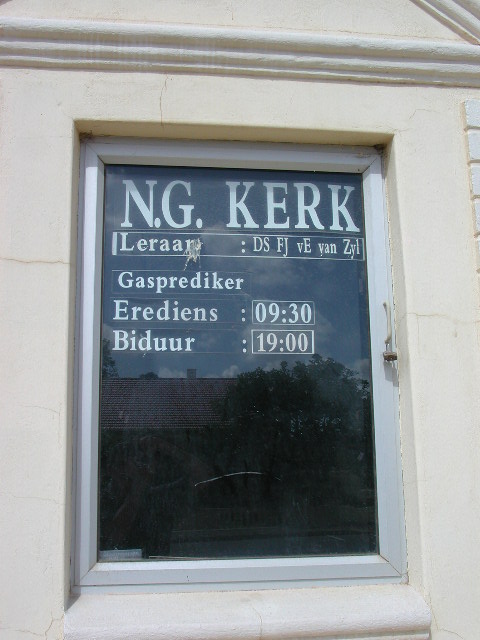 N.G. KERK
Leraar : DS FJ vE van Zyl
Gasprediker
Erediens : 09:30
Biduur : 19:00